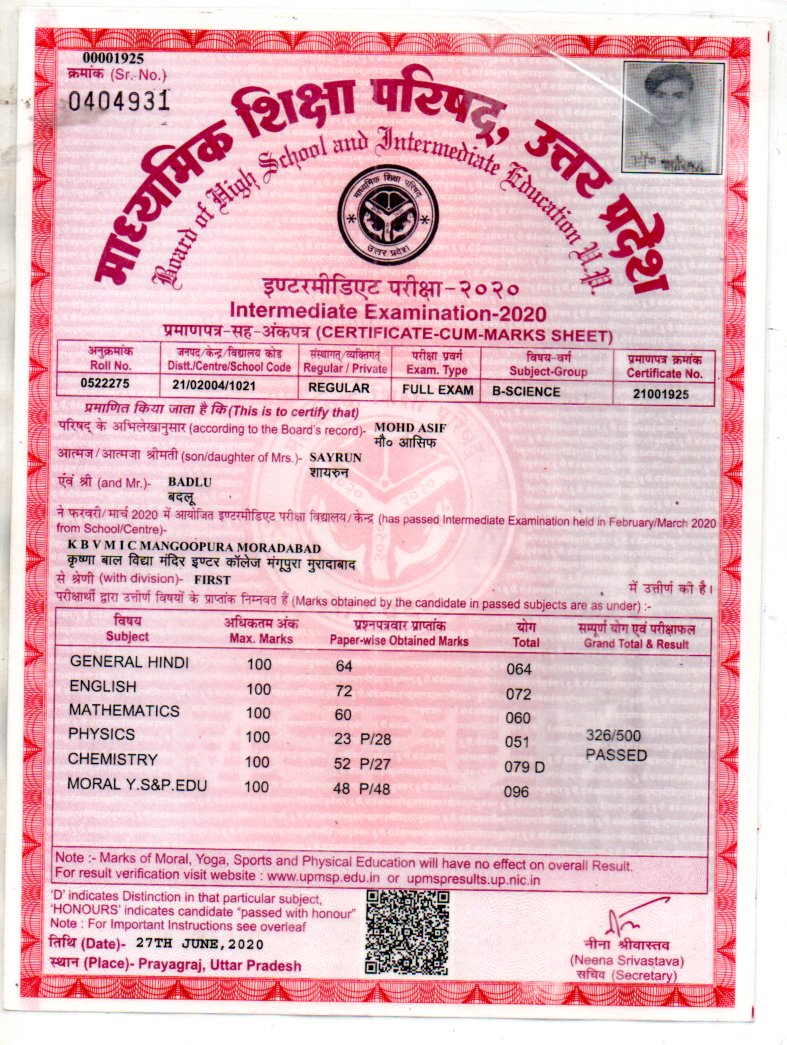 00001925
क्रमांक (Sr. No.)
0404931
माध्यमिक शिक्षा परिषद्, उत्तर प्रदेश
Board of High School and Intermediate Education U.P.
माध्यमिक शिक्षा परिषद
उत्तर प्रदेश
इण्टरमीडिएट परीक्षा-२०२०
Intermediate Examination-2020
प्रमाणपत्र-सह-अंकपत्र (CERTIFICATE-CUM-MARKS SHEET)
अनुक्रमांक जनपद/केन्द्र/विद्यालय कोड संस्थागत/व्यक्तिगत परीक्षा प्रवर्ग विषय-वर्ग प्रमाणपत्र क्रमांक
Roll No. Distt./Centre/School Code Regular / Private Exam. Type Subject-Group Certificate No.
0522275 21/02004/1021 REGULAR FULL EXAM B-SCIENCE 21001925
प्रमाणित किया जाता है कि (This is to certify that)
परिषद् के अभिलेखानुसार (according to the Board's record)- MOHD ASIF
मौ० आसिफ
आत्मज/आत्मजा श्रीमती (son/daughter of Mrs.)- SAYRUN
शायरुन
एवं श्री (and Mr.)- BADLU
बदलू
ने फरवरी/मार्च 2020 में आयोजित इण्टरमीडिएट परीक्षा विद्यालय/केन्द्र (has passed Intermediate Examination held in February/March 2020
from School/Centre)-
K B V M I C MANGOOPURA MORADABAD
कृष्णा बाल विद्या मंदिर इण्टर कॉलेज मंगूपुरा मुरादाबाद
से श्रेणी (with division)- FIRST में उत्तीर्ण की है।
परीक्षार्थी द्वारा उत्तीर्ण विषयों के प्राप्तांक निम्नवत हैं (Marks obtained by the candidate in passed subjects are as under) :-
विषय अधिकतम अंक प्रश्नपत्रवार प्राप्तांक योग सम्पूर्ण योग एवं परीक्षाफल
Subject Max. Marks Paper-wise Obtained Marks Total Grand Total & Result
GENERAL HINDI 100 64 064
ENGLISH 100 72 072
MATHEMATICS 100 60 060
PHYSICS 100 23 P/28 051 326/500
CHEMISTRY 100 52 P/27 079 D PASSED
MORAL Y.S&P.EDU 100 48 P/48 096
Note :- Marks of Moral, Yoga, Sports and Physical Education will have no effect on overall Result.
For result verification visit website : www.upmsp.edu.in or upmspresults.up.nic.in
'D' indicates Distinction in that particular subject,
'HONOURS' indicates candidate "passed with honour"
Note : For Important Instructions see overleaf
तिथि (Date)- 27TH JUNE, 2020
स्थान (Place)- Prayagraj, Uttar Pradesh
नीना श्रीवास्तव
(Neena Srivastava)
सचिव (Secretary)